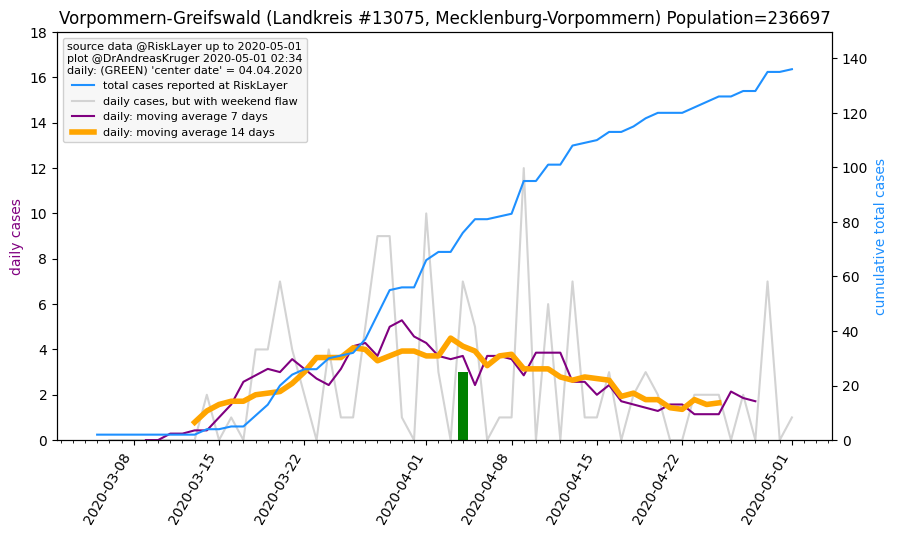 Vorpommern-Greifswald (Landkreis #13075, Mecklenburg-Vorpommern) Population=236697
source data @RiskLayer up to 2020-05-01
plot @DrAndreasKruger 2020-05-01 02:34
daily: (GREEN) 'center date' = 04.04.2020
total cases reported at RiskLayer
daily cases, but with weekend flaw
daily: moving average 7 days
daily: moving average 14 days
daily cases
18
16
14
12
10
8
6
4
2
0
cumulative total cases
140
120
100
80
60
40
20
0
2020-03-08
2020-03-15
2020-03-22
2020-04-01
2020-04-08
2020-04-15
2020-04-22
2020-05-01